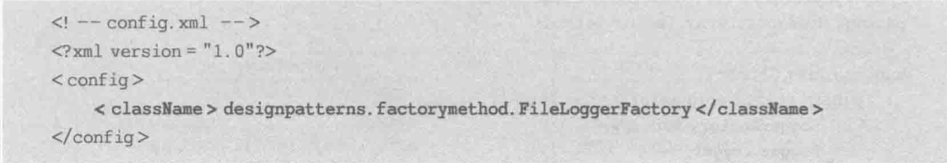 <! -- config.xml -- >
<?xml version = "1.0"?>
<config>
    < className > designpatterns.factorymethod.FileLoggerFactory </className >
</config>